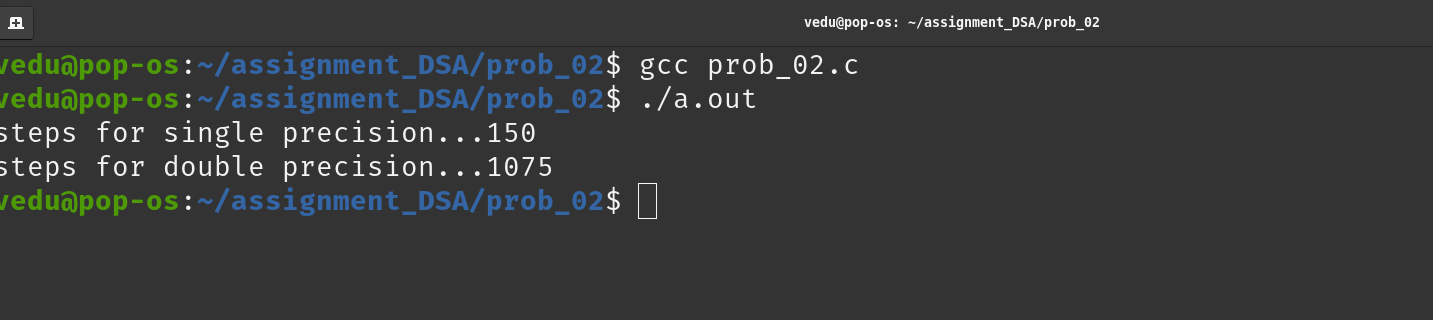 vedu@pop-os: ~/assignment_DSA/prob_02
vedu@pop-os:~/assignment_DSA/prob_02$ gcc prob_02.c
vedu@pop-os:~/assignment_DSA/prob_02$ ./a.out
steps for single precision...150
steps for double precision...1075
vedu@pop-os:~/assignment_DSA/prob_02$